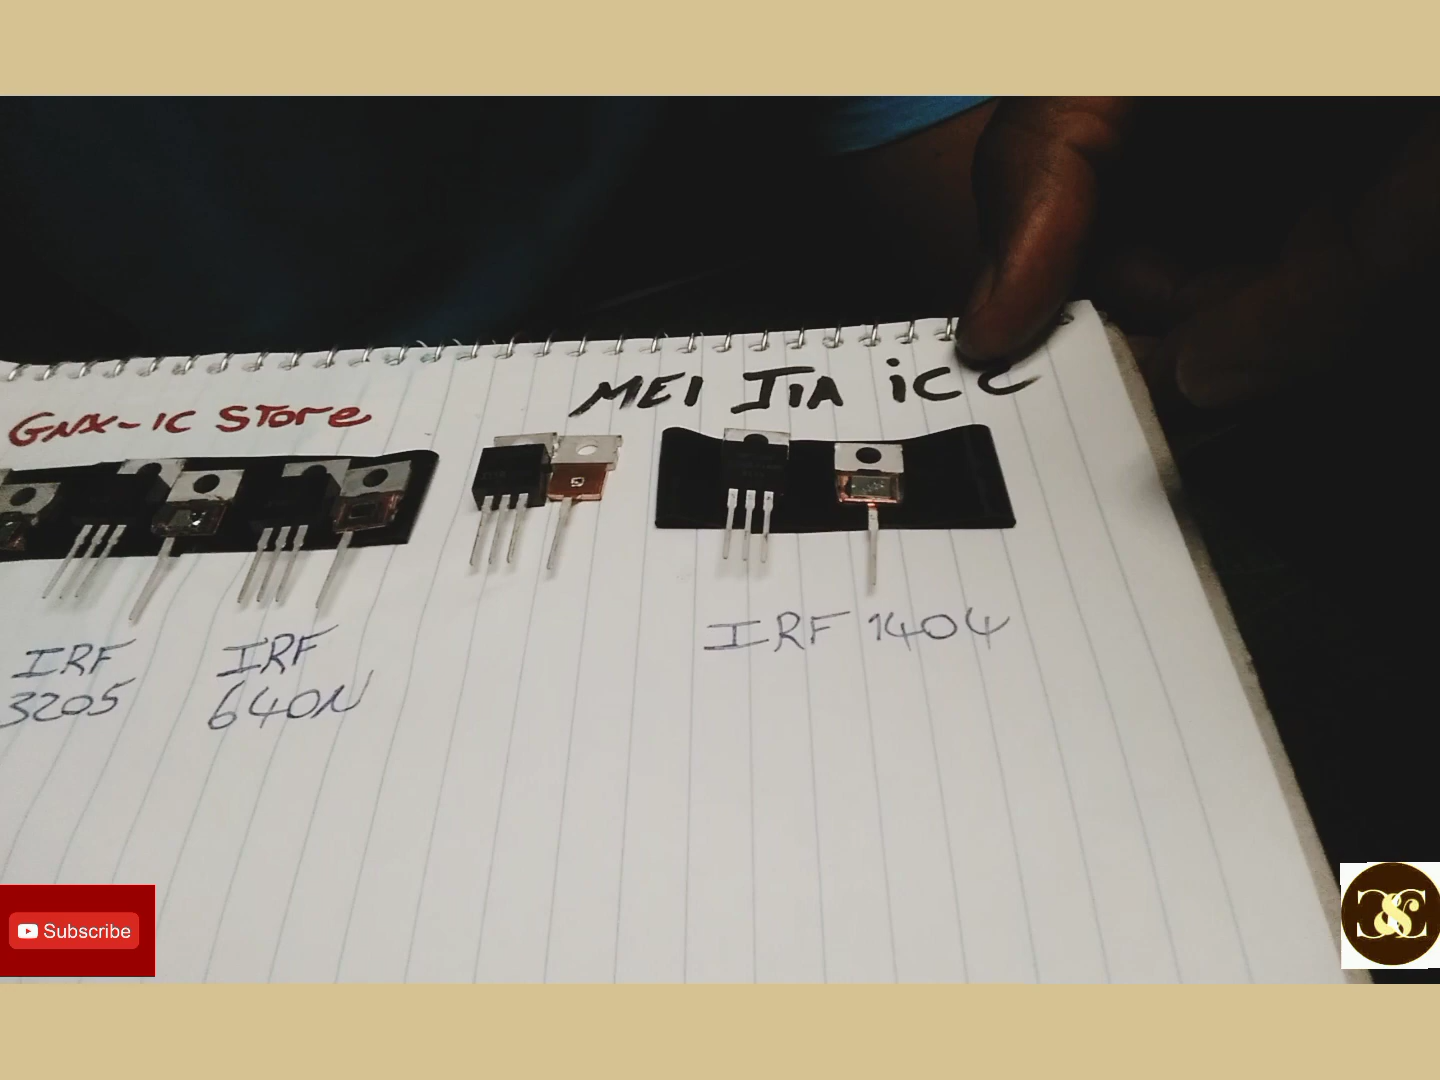 GNX-IC Store
MEI JIA iCC
IRF
3205
IRF
640N
IRF 1404
Subscribe